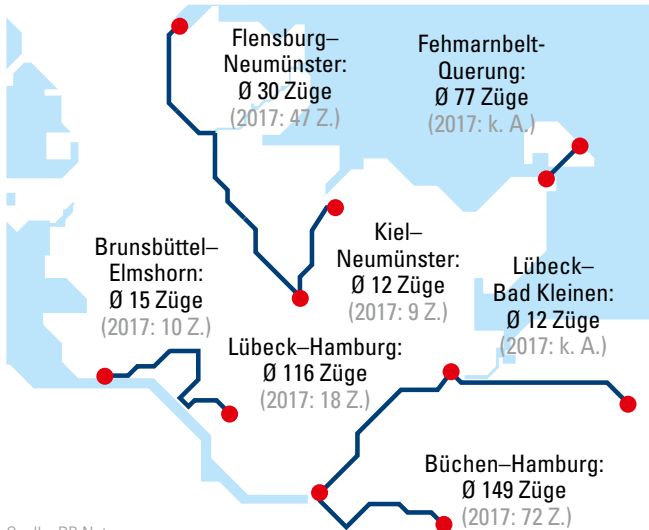 Flensburg–
Neumünster:
Ø 30 Züge
(2017: 47 Z.)
Fehmarnbelt-
Querung:
Ø 77 Züge
(2017: k. A.)
Kiel–
Neumünster:
Ø 12 Züge
(2017: 9 Z.)
Brunsbüttel–
Elmshorn:
Ø 15 Züge
(2017: 10 Z.)
Lübeck–
Bad Kleinen:
Ø 12 Züge
(2017: k. A.)
Lübeck–Hamburg:
Ø 116 Züge
(2017: 18 Z.)
Büchen–Hamburg:
Ø 149 Züge
(2017: 72 Z.)